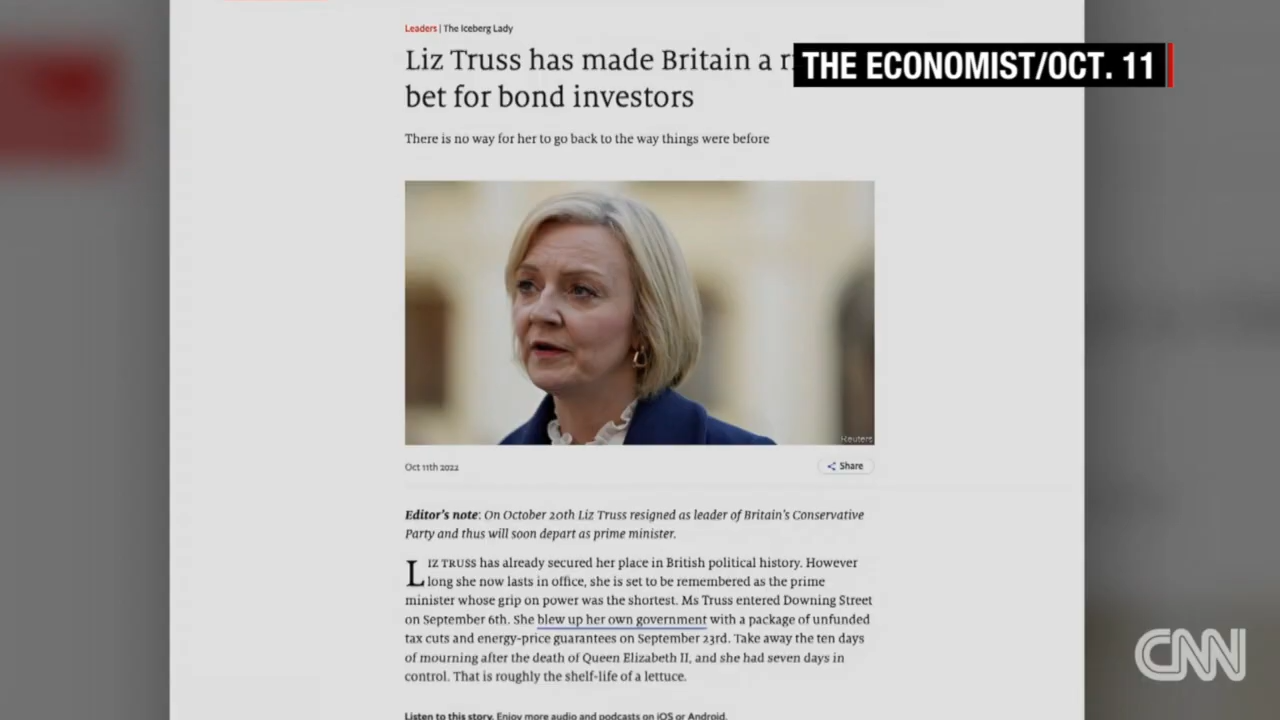 Leaders | The Iceberg Lady
Liz Truss has made Britain a
THE ECONOMIST/OCT. 11
bet for bond investors
There is no way for her to go back to the way things were before
Reuters
Oct 11th 2022
Share
Editor's note: On October 20th Liz Truss resigned as leader of Britain's Conservative
Party and thus will soon depart as prime minister.
LIZ TRUSS has already secured her place in British political history. However
long she now lasts in office, she is set to be remembered as the prime
minister whose grip on power was the shortest. Ms Truss entered Downing Street
on September 6th. She blew up her own government with a package of unfunded
tax cuts and energy-price guarantees on September 23rd. Take away the ten days
of mourning after the death of Queen Elizabeth II, and she had seven days in
control. That is roughly the shelf-life of a lettuce.
CNN
Listen to this story. Enjoy more audio and podcasts on iOS or Android.